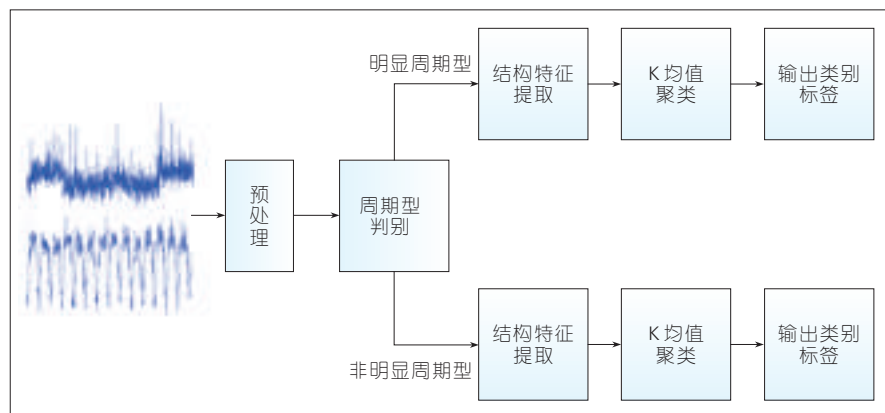 明显周期型
结构特征
提取
K均值
聚类
输出类别
标签
预
处
理
周期型
判别
非明显周期型
结构特征
提取
K均值
聚类
输出类别
标签